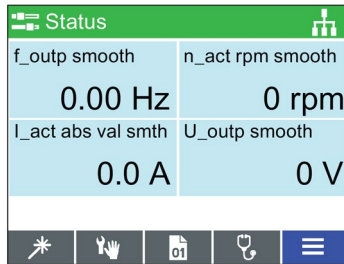 Status
f_outp smooth
0.00 Hz
n_act rpm smooth
0 rpm
I_act abs val smth
0.0 A
U_outp smooth
0 V
01